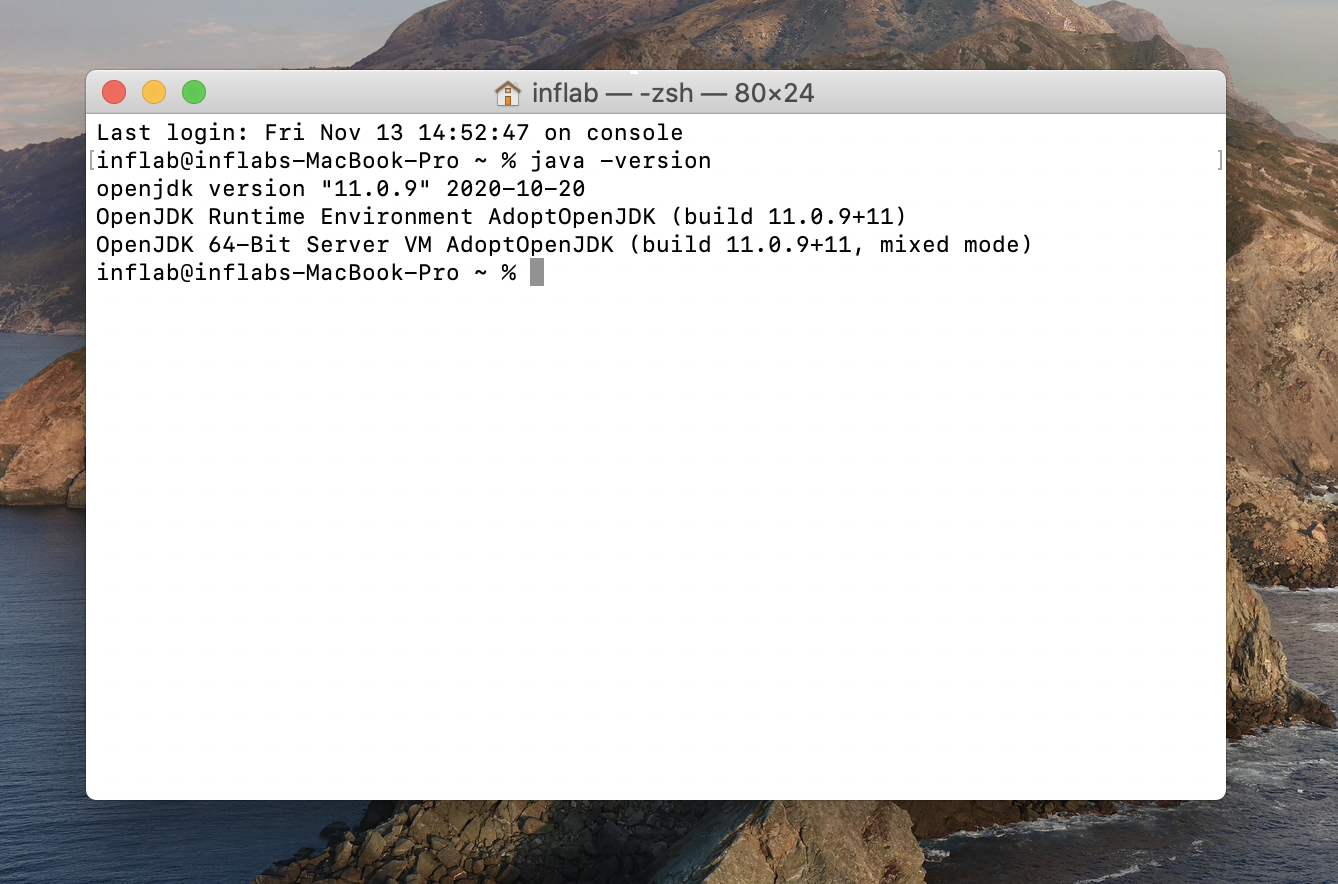 inflab — -zsh — 80×24
Last login: Fri Nov 13 14:52:47 on console
[inflab@inflabs-MacBook-Pro ~ % java -version ]
openjdk version "11.0.9" 2020-10-20
OpenJDK Runtime Environment AdoptOpenJDK (build 11.0.9+11)
OpenJDK 64-Bit Server VM AdoptOpenJDK (build 11.0.9+11, mixed mode)
inflab@inflabs-MacBook-Pro ~ %